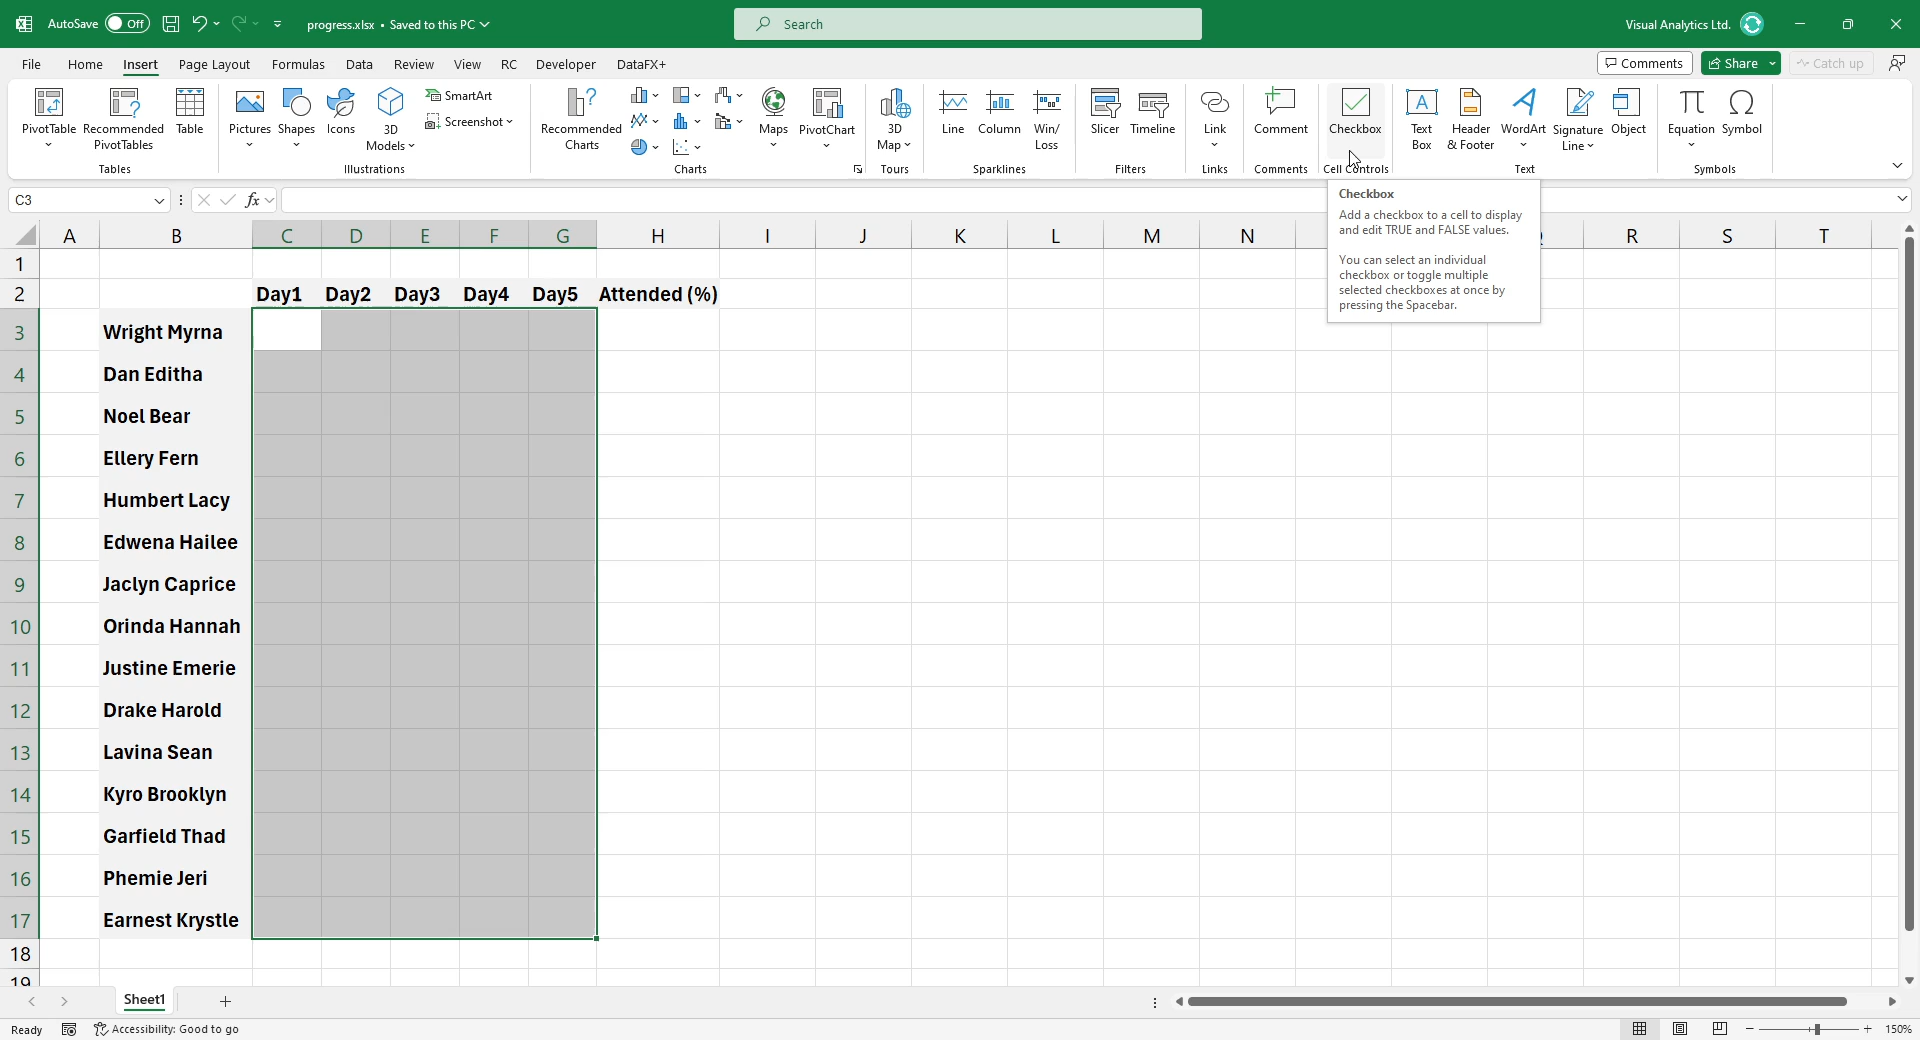 AutoSave Off progress.xlsx • Saved to this PC Search Visual Analytics Ltd.
File Home Insert Page Layout Formulas Data Review View RC Developer DataFX+ Comments Share Catch up
PivotTable
Recommended
PivotTables
Table
Tables
Pictures
Shapes
Icons
3D
Models
SmartArt
Screenshot
Illustrations
Recommended
Charts
Maps
PivotChart
Charts
3D
Map
Tours
Line
Column
Win/
Loss
Sparklines
Slicer
Timeline
Filters
Link
Links
Comment
Comments
Checkbox
Cell Controls
Text
Box
Header
& Footer
WordArt
Signature
Line
Object
Text
Equation
Symbol
Symbols
C3 fx
Checkbox
Add a checkbox to a cell to display
and edit TRUE and FALSE values.
You can select an individual
checkbox or toggle multiple
selected checkboxes at once by
pressing the Spacebar.
A B C D E F G H I J K L M N R S T
1
2 Day1 Day2 Day3 Day4 Day5 Attended (%)
3 Wright Myrna
4 Dan Editha
5 Noel Bear
6 Ellery Fern
7 Humbert Lacy
8 Edwena Hailee
9 Jaclyn Caprice
10 Orinda Hannah
11 Justine Emerie
12 Drake Harold
13 Lavina Sean
14 Kyro Brooklyn
15 Garfield Thad
16 Phemie Jeri
17 Earnest Krystle
18
19
Sheet1
Ready Accessibility: Good to go 150%